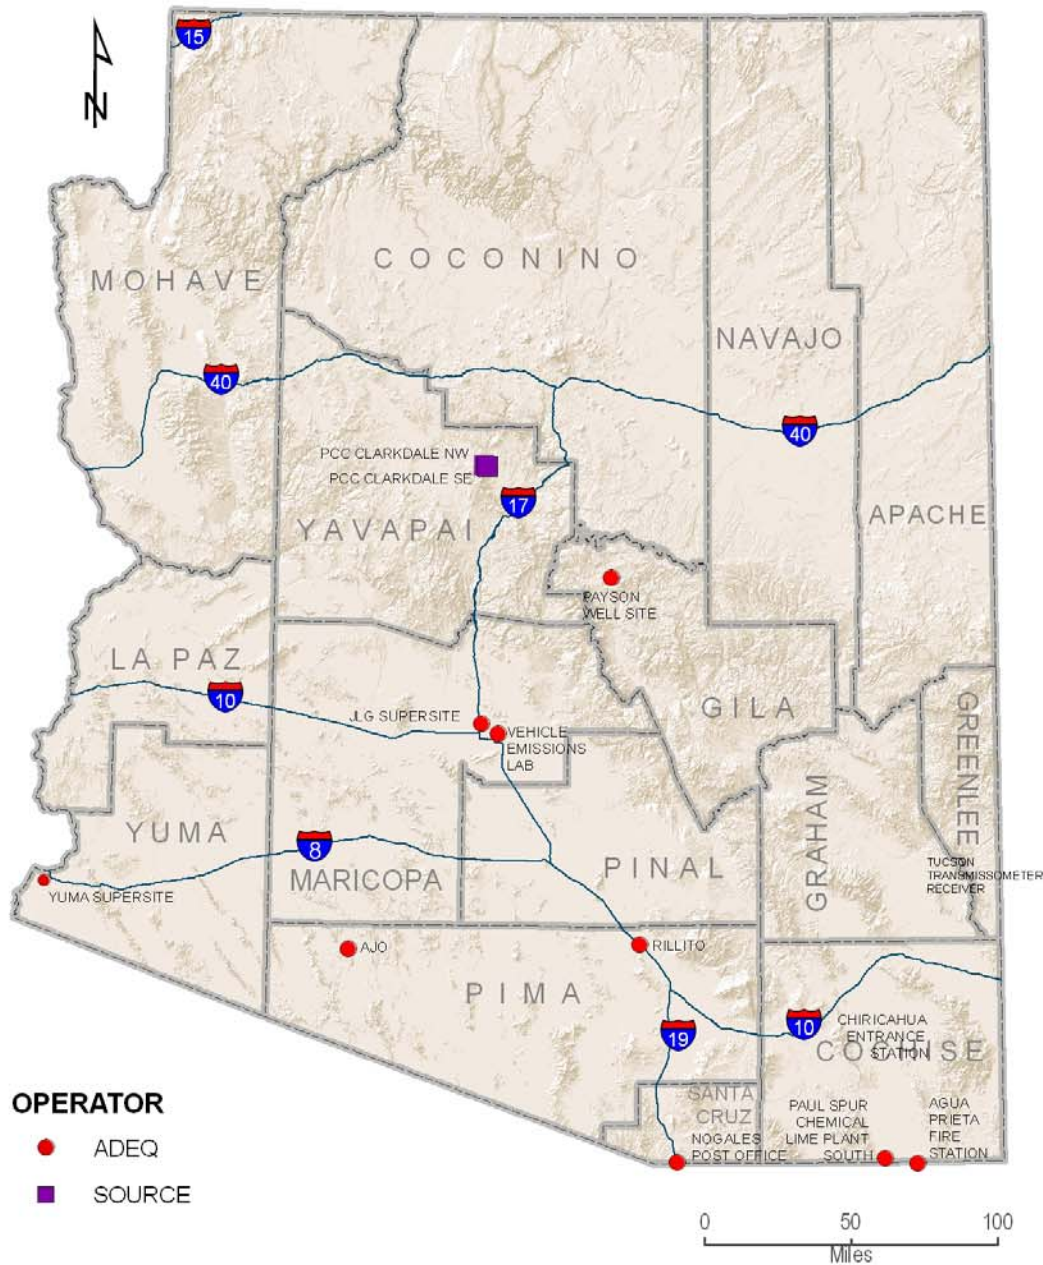 15
N
COCONINO
MOHAVE
NAVAJO
40
40
PCC CLARKDALE NW
PCC CLARKDALE SE
17
APACHE
YAVAPAI
PAYSON
WELL SITE
LA PAZ
10
GILA
GREENLEE
JLG SUPERSITE
VEHICLE
EMISSIONS
LAB
GRAHAM
YUMA
8
MARICOPA
PINAL
TUCSON
TRANSMISSOMETER
RECEIVER
YUMA SUPERSITE
AJO
RILLITO
PIMA
10
19
CHIRICAHUA
ENTRANCE
STATION
COCHISE
SANTA
CRUZ
NOGALES
POST OFFICE
PAUL SPUR
CHEMICAL
LIME PLANT
SOUTH
AGUA
PRIETA
FIRE
STATION
OPERATOR
ADEQ
SOURCE
0 50 100
Miles